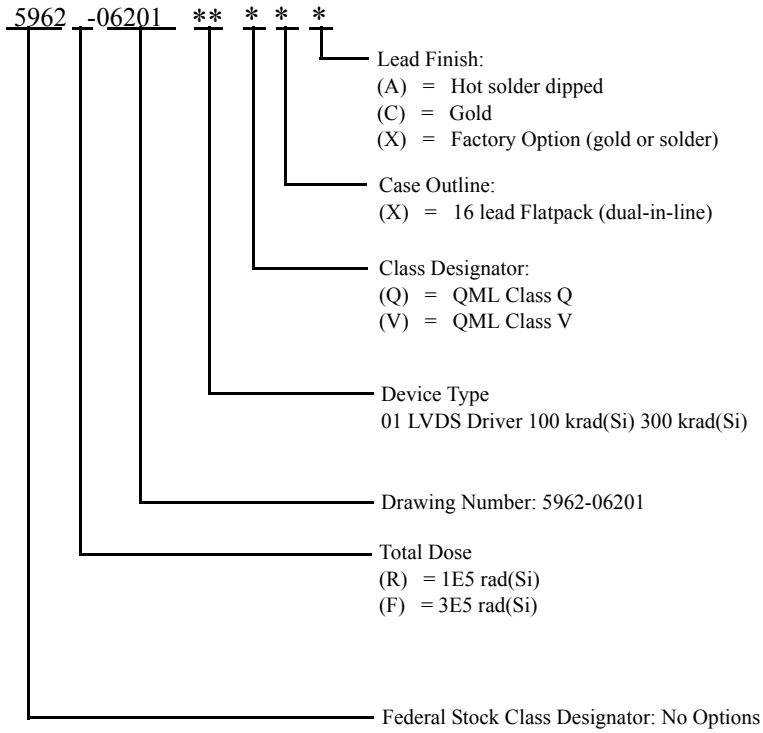 5962 -06201 ** * * *
Lead Finish:
(A) = Hot solder dipped
(C) = Gold
(X) = Factory Option (gold or solder)
Case Outline:
(X) = 16 lead Flatpack (dual-in-line)
Class Designator:
(Q) = QML Class Q
(V) = QML Class V
Device Type
01 LVDS Driver 100 krad(Si) 300 krad(Si)
Drawing Number: 5962-06201
Total Dose
(R) = 1E5 rad(Si)
(F) = 3E5 rad(Si)
Federal Stock Class Designator: No Options